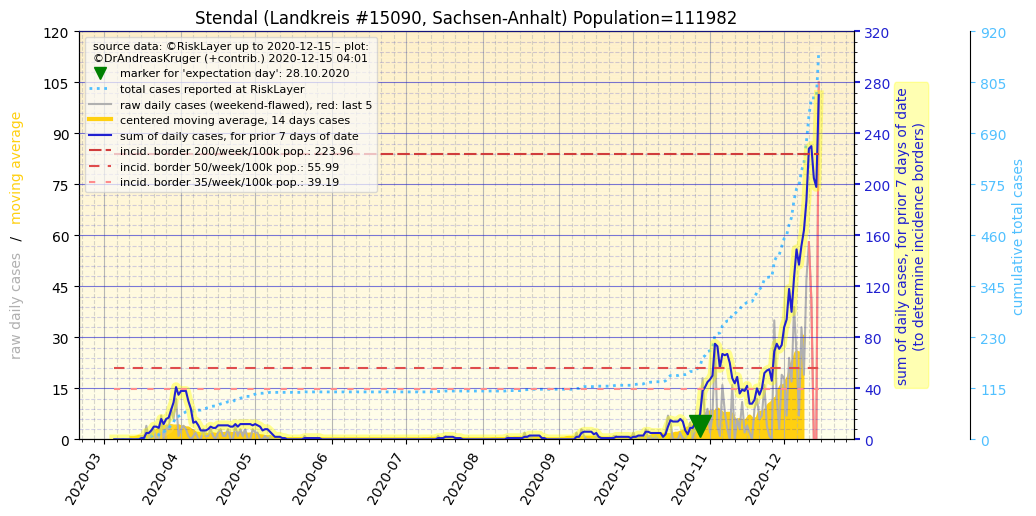 Stendal (Landkreis #15090, Sachsen-Anhalt) Population=111982
source data: ©RiskLayer up to 2020-12-15 – plot:
©DrAndreasKruger (+contrib.) 2020-12-15 04:01
marker for 'expectation day': 28.10.2020
total cases reported at RiskLayer
raw daily cases (weekend-flawed), red: last 5
centered moving average, 14 days cases
sum of daily cases, for prior 7 days of date
incid. border 200/week/100k pop.: 223.96
incid. border 50/week/100k pop.: 55.99
incid. border 35/week/100k pop.: 39.19
raw daily cases / moving average
120
105
90
75
60
45
30
15
0
320
280
240
200
160
120
80
40
0
sum of daily cases, for prior 7 days of date
(to determine incidence borders)
920
805
690
575
460
345
230
115
0
cumulative total cases
2020-03
2020-04
2020-05
2020-06
2020-07
2020-08
2020-09
2020-10
2020-11
2020-12